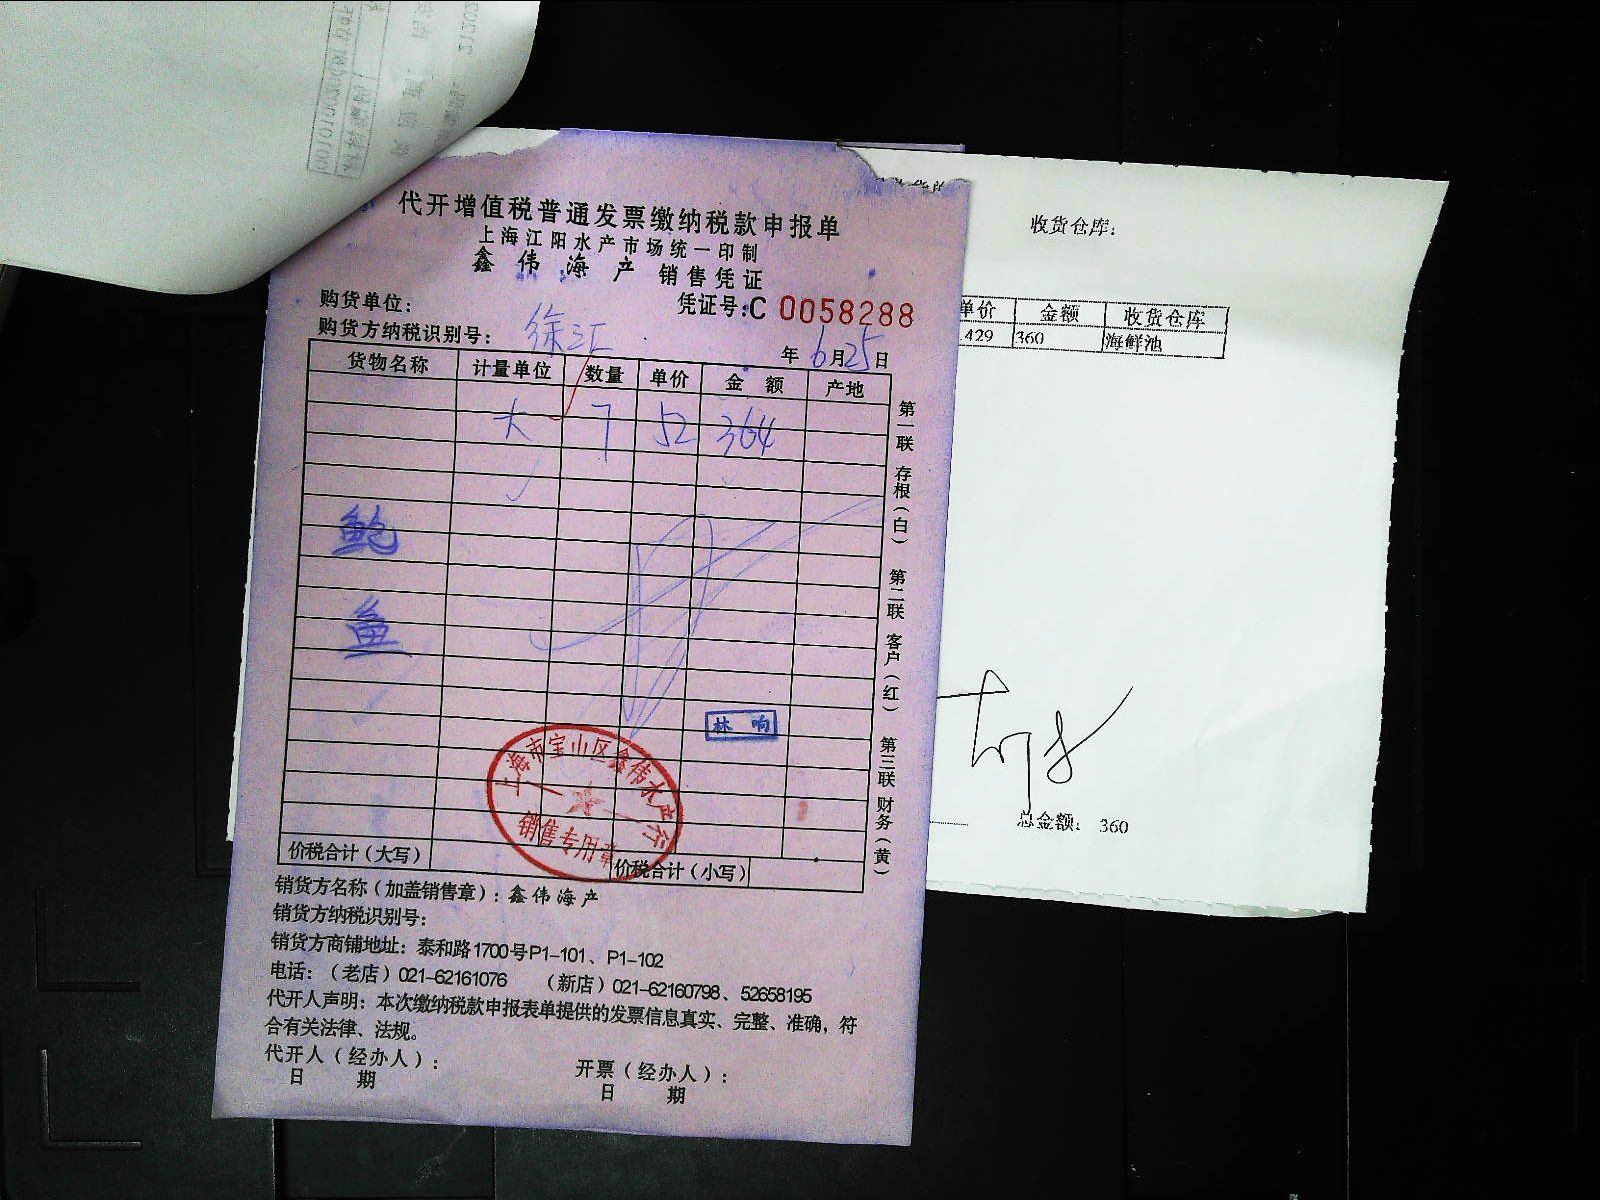 代开增值税普通发票缴纳税款申报单
上海江阳水产市场统一印制
鑫伟海产 销售凭证
购货单位：
凭证号:C 0058288
购货方纳税识别号：
徐三汇
年 6月25日
货物名称 计量单位 数量 单价 金额 产地
大 7 52 364
鲍
鱼
林 响
上海市宝山区鑫伟水产行
销售专用章
价税合计（大写） 价税合计（小写）
第一联 存根（白） 第二联 客户（红） 第三联 财务（黄）
销货方名称（加盖销售章）：鑫伟海产
销货方纳税识别号：
销货方商铺地址：泰和路1700号P1-101、P1-102
电话：（老店）021-62161076 （新店）021-62160798、52658195
代开人声明：本次缴纳税款申报表单提供的发票信息真实、完整、准确，符
合有关法律、法规。
代开人（经办人）： 开票（经办人）：
日 期 日 期
收货仓库：
单价 金额 收货仓库
429 360 海鲜池
总金额： 360